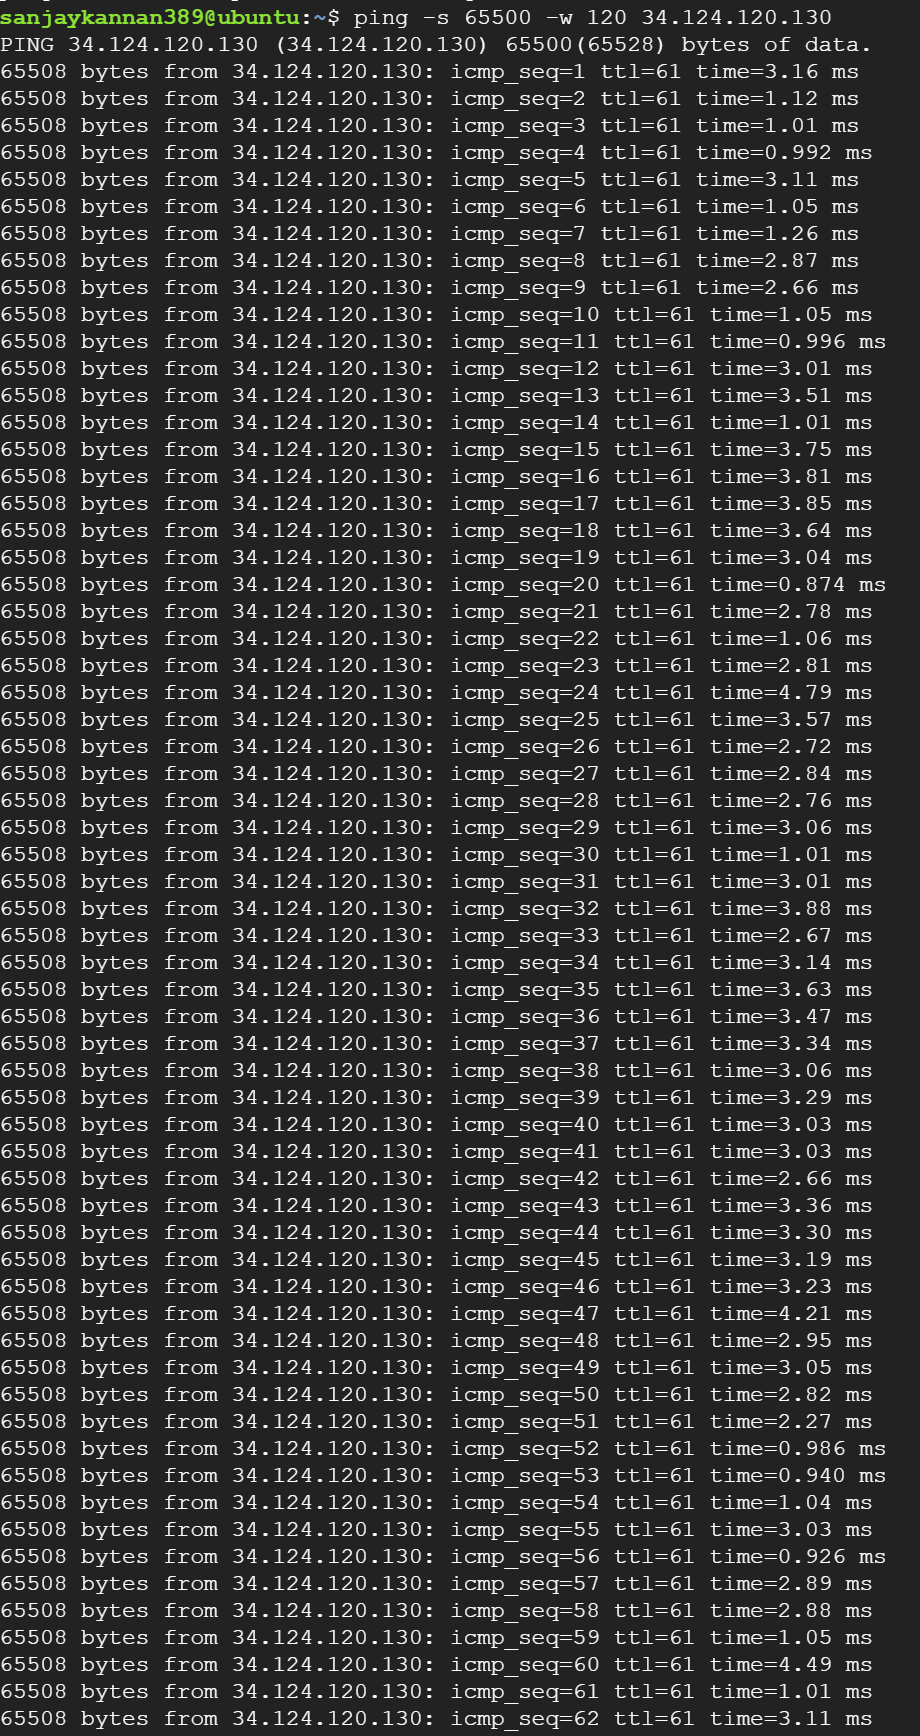 sanjaykannan389@ubuntu:~$ ping -s 65500 -w 120 34.124.120.130
PING 34.124.120.130 (34.124.120.130) 65500(65528) bytes of data.
65508 bytes from 34.124.120.130: icmp_seq=1 ttl=61 time=3.16 ms
65508 bytes from 34.124.120.130: icmp_seq=2 ttl=61 time=1.12 ms
65508 bytes from 34.124.120.130: icmp_seq=3 ttl=61 time=1.01 ms
65508 bytes from 34.124.120.130: icmp_seq=4 ttl=61 time=0.992 ms
65508 bytes from 34.124.120.130: icmp_seq=5 ttl=61 time=3.11 ms
65508 bytes from 34.124.120.130: icmp_seq=6 ttl=61 time=1.05 ms
65508 bytes from 34.124.120.130: icmp_seq=7 ttl=61 time=1.26 ms
65508 bytes from 34.124.120.130: icmp_seq=8 ttl=61 time=2.87 ms
65508 bytes from 34.124.120.130: icmp_seq=9 ttl=61 time=2.66 ms
65508 bytes from 34.124.120.130: icmp_seq=10 ttl=61 time=1.05 ms
65508 bytes from 34.124.120.130: icmp_seq=11 ttl=61 time=0.996 ms
65508 bytes from 34.124.120.130: icmp_seq=12 ttl=61 time=3.01 ms
65508 bytes from 34.124.120.130: icmp_seq=13 ttl=61 time=3.51 ms
65508 bytes from 34.124.120.130: icmp_seq=14 ttl=61 time=1.01 ms
65508 bytes from 34.124.120.130: icmp_seq=15 ttl=61 time=3.75 ms
65508 bytes from 34.124.120.130: icmp_seq=16 ttl=61 time=3.81 ms
65508 bytes from 34.124.120.130: icmp_seq=17 ttl=61 time=3.85 ms
65508 bytes from 34.124.120.130: icmp_seq=18 ttl=61 time=3.64 ms
65508 bytes from 34.124.120.130: icmp_seq=19 ttl=61 time=3.04 ms
65508 bytes from 34.124.120.130: icmp_seq=20 ttl=61 time=0.874 ms
65508 bytes from 34.124.120.130: icmp_seq=21 ttl=61 time=2.78 ms
65508 bytes from 34.124.120.130: icmp_seq=22 ttl=61 time=1.06 ms
65508 bytes from 34.124.120.130: icmp_seq=23 ttl=61 time=2.81 ms
65508 bytes from 34.124.120.130: icmp_seq=24 ttl=61 time=4.79 ms
65508 bytes from 34.124.120.130: icmp_seq=25 ttl=61 time=3.57 ms
65508 bytes from 34.124.120.130: icmp_seq=26 ttl=61 time=2.72 ms
65508 bytes from 34.124.120.130: icmp_seq=27 ttl=61 time=2.84 ms
65508 bytes from 34.124.120.130: icmp_seq=28 ttl=61 time=2.76 ms
65508 bytes from 34.124.120.130: icmp_seq=29 ttl=61 time=3.06 ms
65508 bytes from 34.124.120.130: icmp_seq=30 ttl=61 time=1.01 ms
65508 bytes from 34.124.120.130: icmp_seq=31 ttl=61 time=3.01 ms
65508 bytes from 34.124.120.130: icmp_seq=32 ttl=61 time=3.88 ms
65508 bytes from 34.124.120.130: icmp_seq=33 ttl=61 time=2.67 ms
65508 bytes from 34.124.120.130: icmp_seq=34 ttl=61 time=3.14 ms
65508 bytes from 34.124.120.130: icmp_seq=35 ttl=61 time=3.63 ms
65508 bytes from 34.124.120.130: icmp_seq=36 ttl=61 time=3.47 ms
65508 bytes from 34.124.120.130: icmp_seq=37 ttl=61 time=3.34 ms
65508 bytes from 34.124.120.130: icmp_seq=38 ttl=61 time=3.06 ms
65508 bytes from 34.124.120.130: icmp_seq=39 ttl=61 time=3.29 ms
65508 bytes from 34.124.120.130: icmp_seq=40 ttl=61 time=3.03 ms
65508 bytes from 34.124.120.130: icmp_seq=41 ttl=61 time=3.03 ms
65508 bytes from 34.124.120.130: icmp_seq=42 ttl=61 time=2.66 ms
65508 bytes from 34.124.120.130: icmp_seq=43 ttl=61 time=3.36 ms
65508 bytes from 34.124.120.130: icmp_seq=44 ttl=61 time=3.30 ms
65508 bytes from 34.124.120.130: icmp_seq=45 ttl=61 time=3.19 ms
65508 bytes from 34.124.120.130: icmp_seq=46 ttl=61 time=3.23 ms
65508 bytes from 34.124.120.130: icmp_seq=47 ttl=61 time=4.21 ms
65508 bytes from 34.124.120.130: icmp_seq=48 ttl=61 time=2.95 ms
65508 bytes from 34.124.120.130: icmp_seq=49 ttl=61 time=3.05 ms
65508 bytes from 34.124.120.130: icmp_seq=50 ttl=61 time=2.82 ms
65508 bytes from 34.124.120.130: icmp_seq=51 ttl=61 time=2.27 ms
65508 bytes from 34.124.120.130: icmp_seq=52 ttl=61 time=0.986 ms
65508 bytes from 34.124.120.130: icmp_seq=53 ttl=61 time=0.940 ms
65508 bytes from 34.124.120.130: icmp_seq=54 ttl=61 time=1.04 ms
65508 bytes from 34.124.120.130: icmp_seq=55 ttl=61 time=3.03 ms
65508 bytes from 34.124.120.130: icmp_seq=56 ttl=61 time=0.926 ms
65508 bytes from 34.124.120.130: icmp_seq=57 ttl=61 time=2.89 ms
65508 bytes from 34.124.120.130: icmp_seq=58 ttl=61 time=2.88 ms
65508 bytes from 34.124.120.130: icmp_seq=59 ttl=61 time=1.05 ms
65508 bytes from 34.124.120.130: icmp_seq=60 ttl=61 time=4.49 ms
65508 bytes from 34.124.120.130: icmp_seq=61 ttl=61 time=1.01 ms
65508 bytes from 34.124.120.130: icmp_seq=62 ttl=61 time=3.11 ms